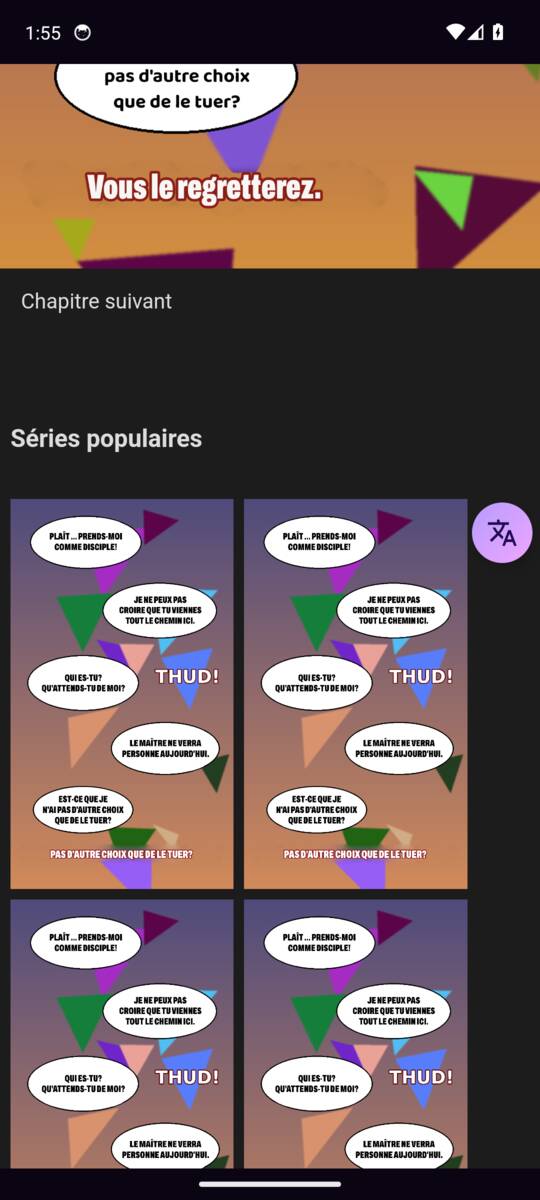 1:55
pas d'autre choix
que de le tuer?
Vous le regretterez.
Chapitre suivant
Séries populaires
PLAÎT ... PRENDS-MOI
COMME DISCIPLE!
JE NE PEUX PAS
CROIRE QUE TU VIENNES
TOUT LE CHEMIN ICI.
QUI ES-TU?
QU'ATTENDS-TU DE MOI?
THUD!
LE MAÎTRE NE VERRA
PERSONNE AUJOURD'HUI.
EST-CE QUE JE
N'AI PAS D'AUTRE CHOIX
QUE DE LE TUER?
PAS D'AUTRE CHOIX QUE DE LE TUER?
PLAÎT ... PRENDS-MOI
COMME DISCIPLE!
JE NE PEUX PAS
CROIRE QUE TU VIENNES
TOUT LE CHEMIN ICI.
QUI ES-TU?
QU'ATTENDS-TU DE MOI?
THUD!
LE MAÎTRE NE VERRA
PERSONNE AUJOURD'HUI.
EST-CE QUE JE
N'AI PAS D'AUTRE CHOIX
QUE DE LE TUER?
PAS D'AUTRE CHOIX QUE DE LE TUER?
PLAÎT ... PRENDS-MOI
COMME DISCIPLE!
JE NE PEUX PAS
CROIRE QUE TU VIENNES
TOUT LE CHEMIN ICI.
QUI ES-TU?
QU'ATTENDS-TU DE MOI?
THUD!
LE MAÎTRE NE VERRA
PERSONNE AUJOURD'HUI.
PLAÎT ... PRENDS-MOI
COMME DISCIPLE!
JE NE PEUX PAS
CROIRE QUE TU VIENNES
TOUT LE CHEMIN ICI.
QUI ES-TU?
QU'ATTENDS-TU DE MOI?
THUD!
LE MAÎTRE NE VERRA
PERSONNE AUJOURD'HUI.